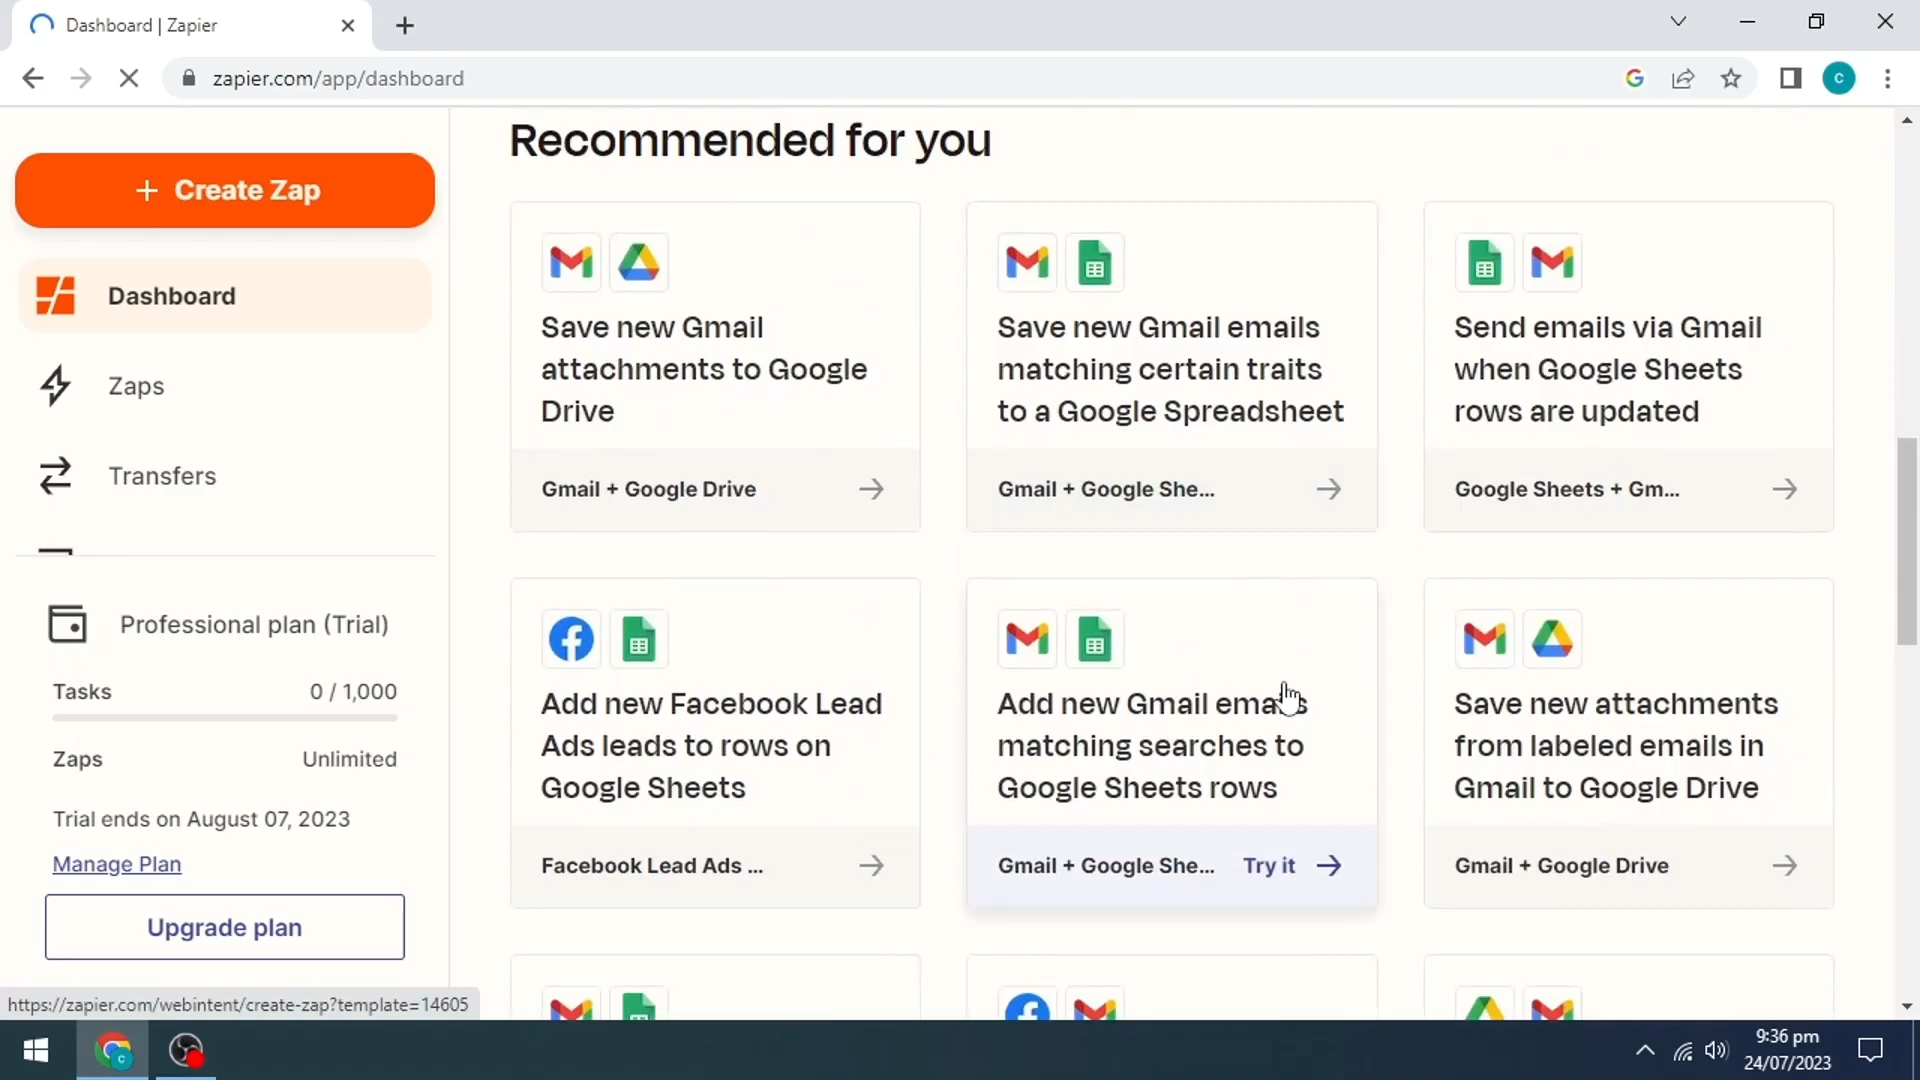 Dashboard | Zapier
zapier.com/app/dashboard
C
Recommended for you
+ Create Zap
Dashboard
Zaps
Transfers
Professional plan (Trial)
Tasks 0 / 1,000
Zaps Unlimited
Trial ends on August 07, 2023
Manage Plan
Upgrade plan
Save new Gmail
attachments to Google
Drive
Gmail + Google Drive
Save new Gmail emails
matching certain traits
to a Google Spreadsheet
Gmail + Google She...
Send emails via Gmail
when Google Sheets
rows are updated
Google Sheets + Gm...
Add new Facebook Lead
Ads leads to rows on
Google Sheets
Facebook Lead Ads ...
Add new Gmail emails
matching searches to
Google Sheets rows
Gmail + Google She... Try it
Save new attachments
from labeled emails in
Gmail to Google Drive
Gmail + Google Drive
https://zapier.com/webintent/create-zap?template=14605
9:36 pm
24/07/2023